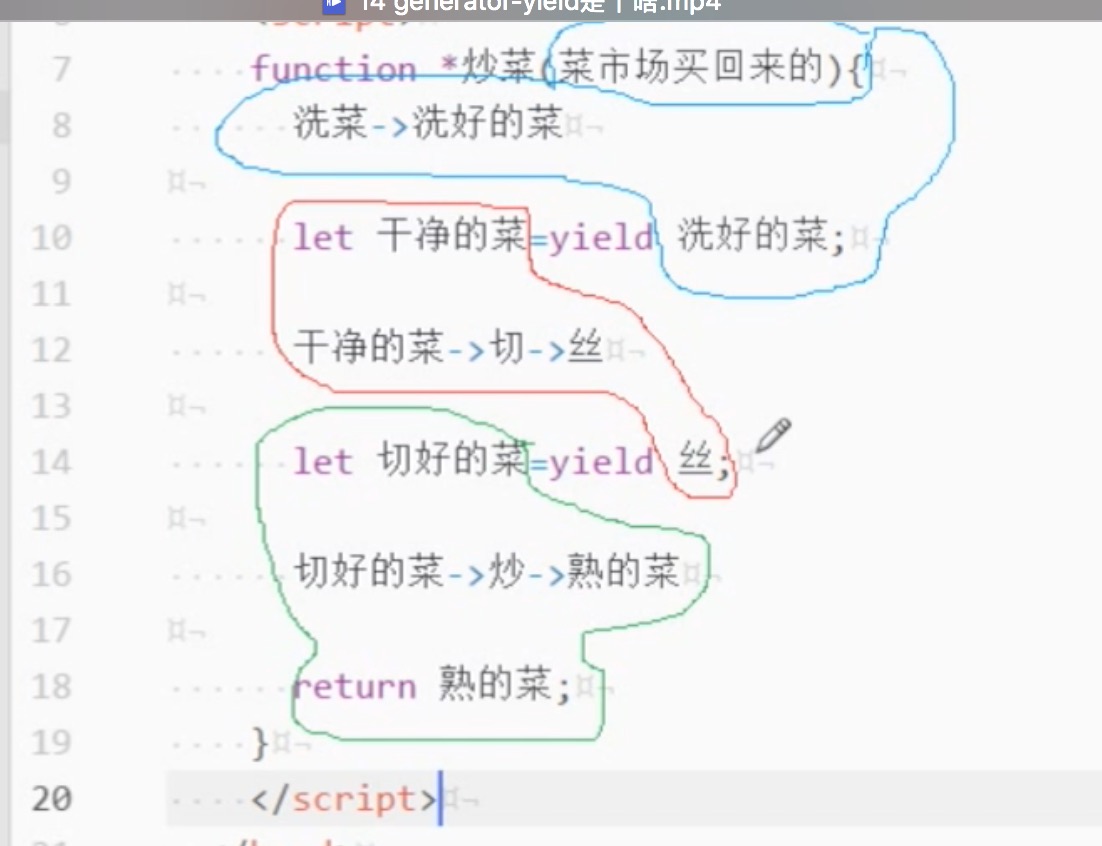 14 generator-yield是个啥.mp4
<script>
7 function *炒菜(菜市场买回来的){
8 洗菜->洗好的菜
9
10 let 干净的菜=yield 洗好的菜;
11
12 干净的菜->切->丝
13
14 let 切好的菜=yield 丝;
15
16 切好的菜->炒->熟的菜
17
18 return 熟的菜;
19 }
20 </script>